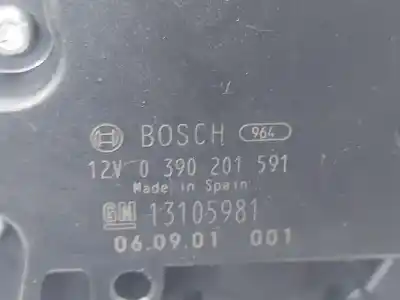 BOSCH 964
12V 0 390 201 591
Made in Spain
GM 13105981
06.09.01 001